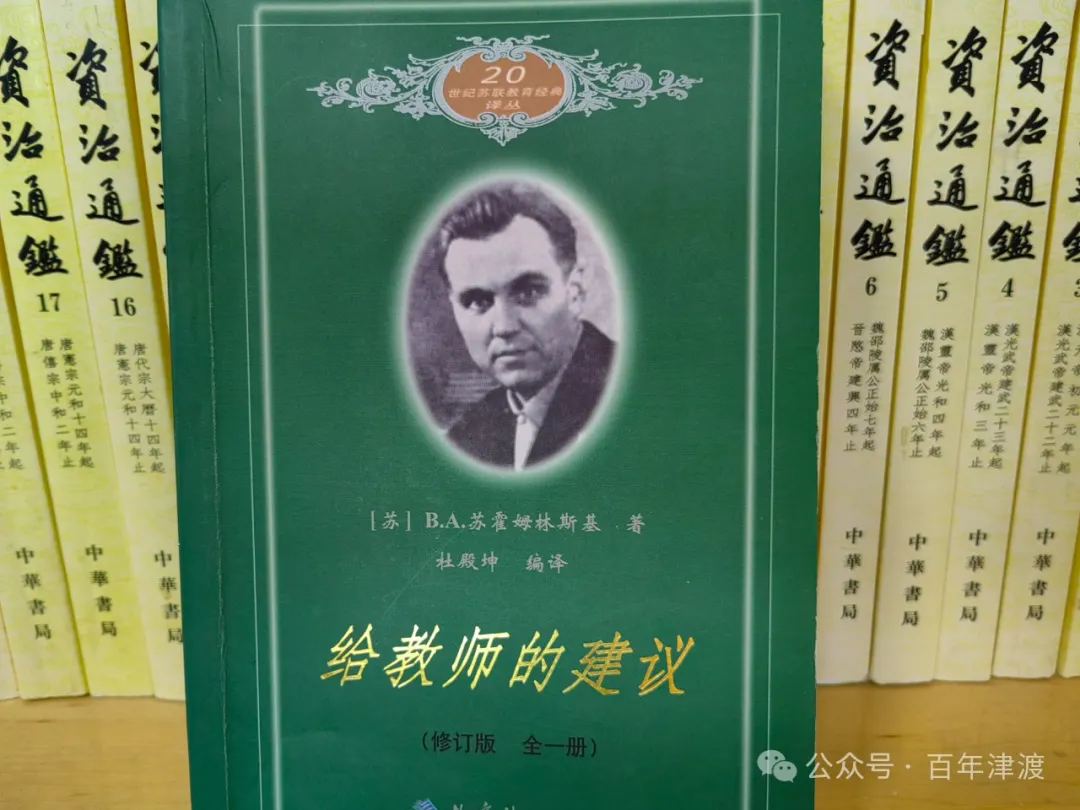 20
世纪苏联教育经典
译丛
[苏] B.A.苏霍姆林斯基 著
杜殿坤 编译
给教师的建议
(修订版 全一册)
資治通鑑
17
唐憲宗元和十四年起
唐僖宗中和二年止
中華書局
資治通鑑
16
唐代宗大曆十四年起
唐憲宗元和十四年止
中華書局
資治通鑑
6
魏邵陵厲公正始七年起
晉愍帝建興四年止
中華書局
資治通鑑
5
漢靈帝光和四年起
魏邵陵厲公正始六年止
中華書局
資治通鑑
4
漢光武帝建武二十三年起
漢靈帝光和三年止
中華書局
公众号 · 百年津渡